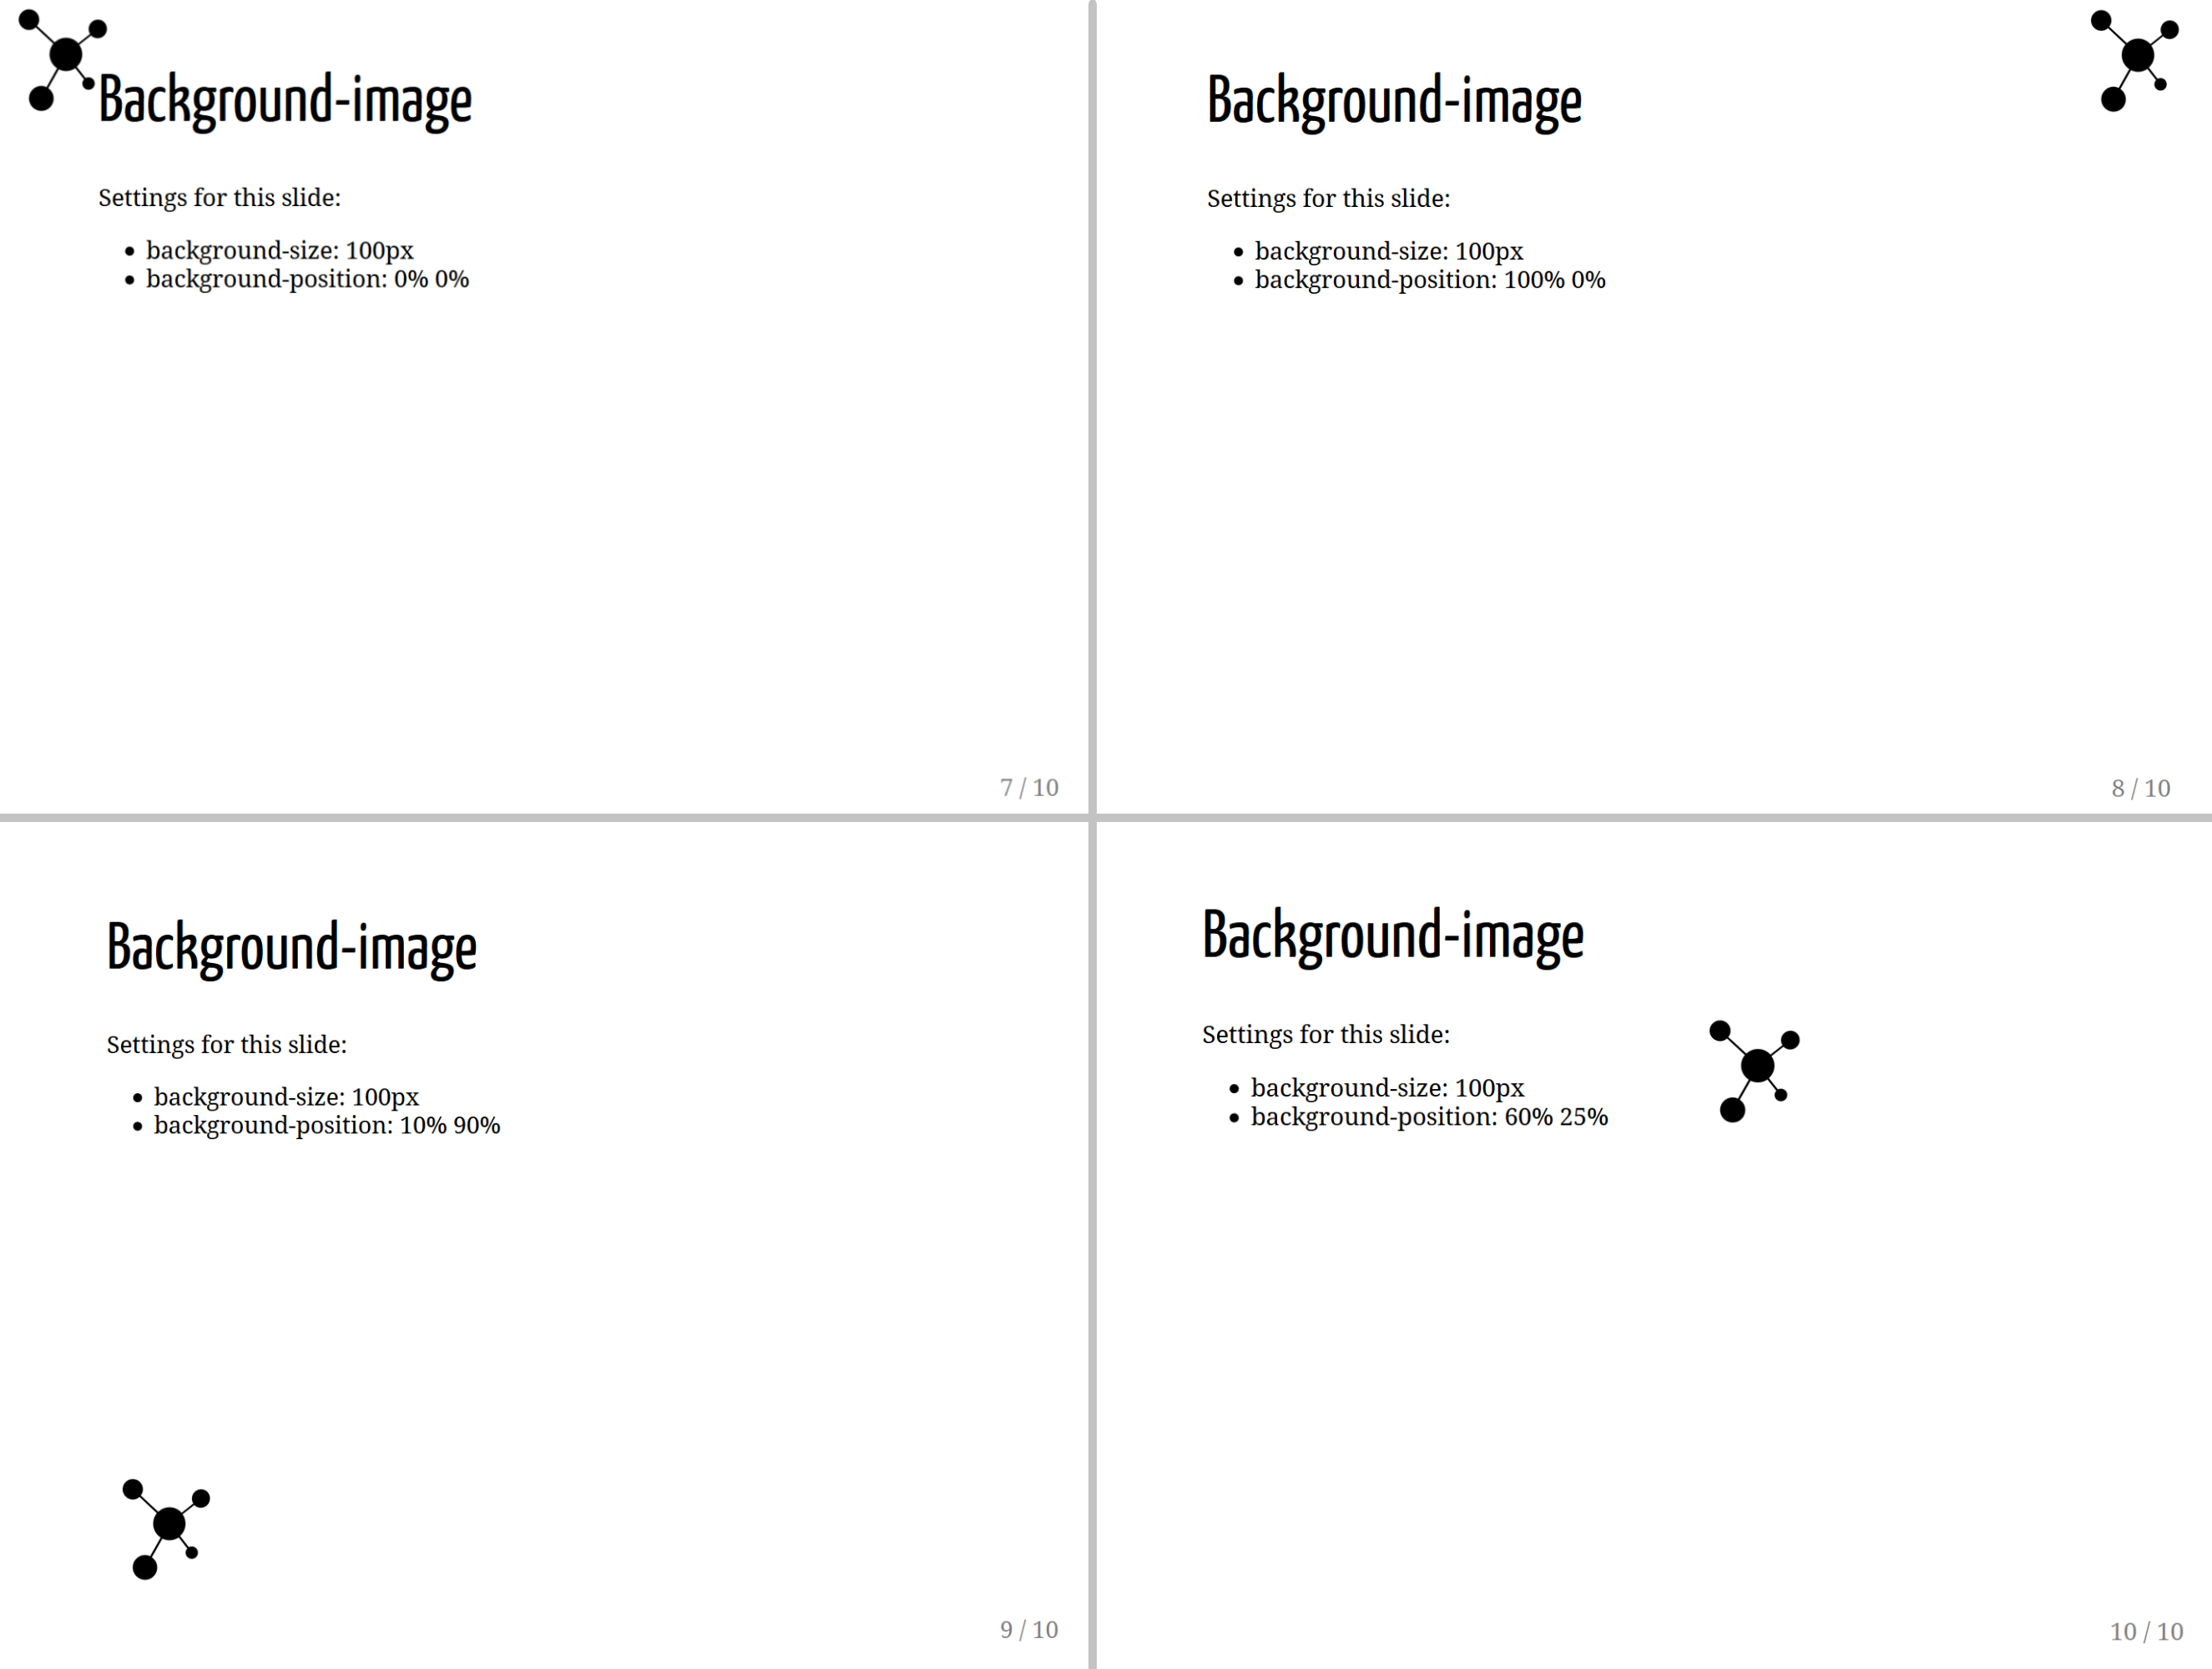 Background-image
Settings for this slide:
• background-size: 100px
• background-position: 0% 0%
7 / 10
Background-image
Settings for this slide:
• background-size: 100px
• background-position: 100% 0%
8 / 10
Background-image
Settings for this slide:
• background-size: 100px
• background-position: 10% 90%
9 / 10
Background-image
Settings for this slide:
• background-size: 100px
• background-position: 60% 25%
10 / 10